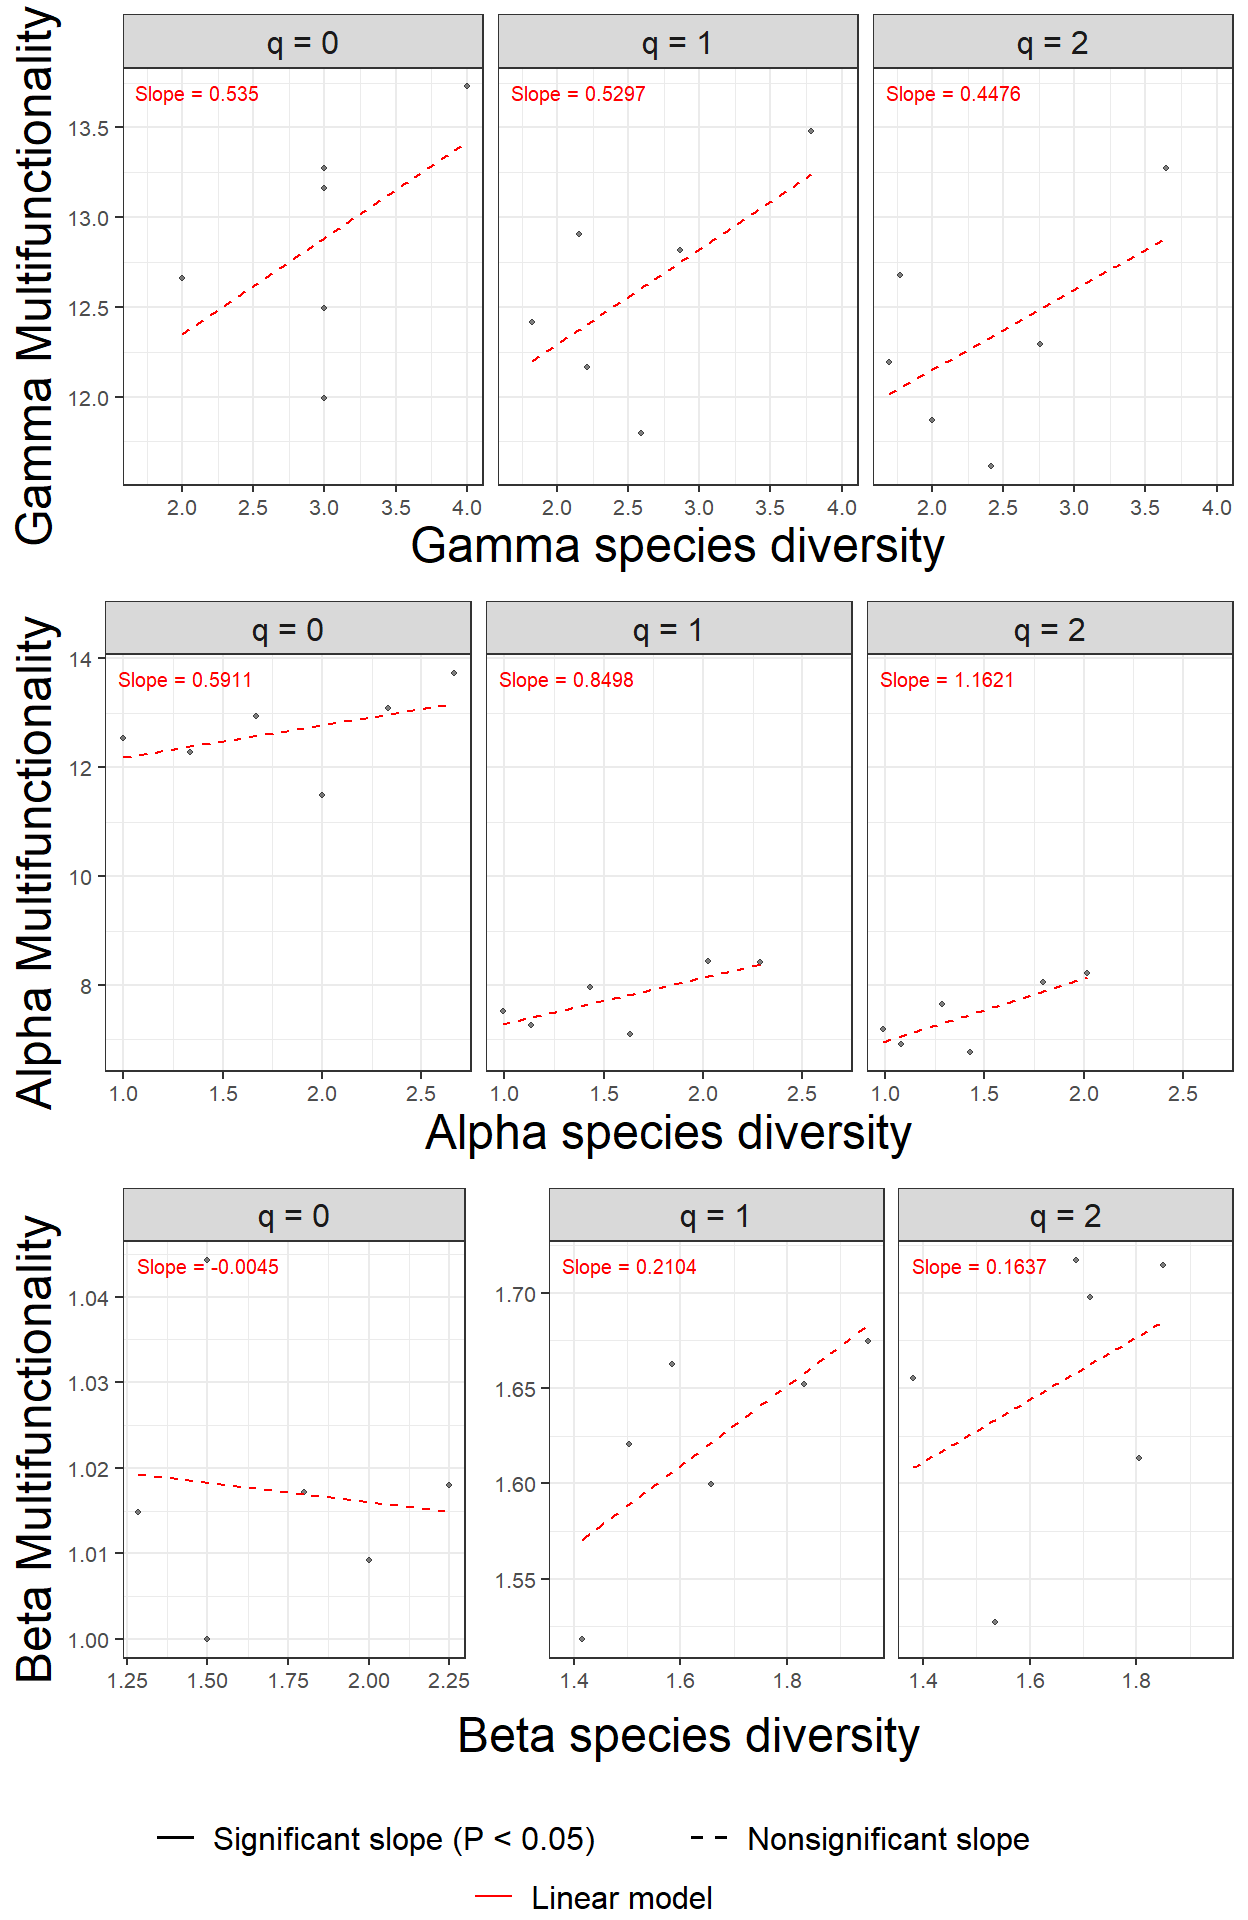 Gamma Multifunctionality
q = 0
q = 1
q = 2
Slope = 0.535
Slope = 0.5297
Slope = 0.4476
13.5
13.0
12.5
12.0
2.0 2.5 3.0 3.5 4.0
2.0 2.5 3.0 3.5 4.0
2.0 2.5 3.0 3.5 4.0
Gamma species diversity
Alpha Multifunctionality
q = 0
q = 1
q = 2
Slope = 0.5911
Slope = 0.8498
Slope = 1.1621
14
12
10
8
1.0 1.5 2.0 2.5
1.0 1.5 2.0 2.5
1.0 1.5 2.0 2.5
Alpha species diversity
Beta Multifunctionality
q = 0
q = 1
q = 2
Slope = -0.0045
Slope = 0.2104
Slope = 0.1637
1.04
1.03
1.02
1.01
1.00
1.70
1.65
1.60
1.55
1.25 1.50 1.75 2.00 2.25
1.4 1.6 1.8
1.4 1.6 1.8
Beta species diversity
Significant slope (P < 0.05)
Nonsignificant slope
Linear model